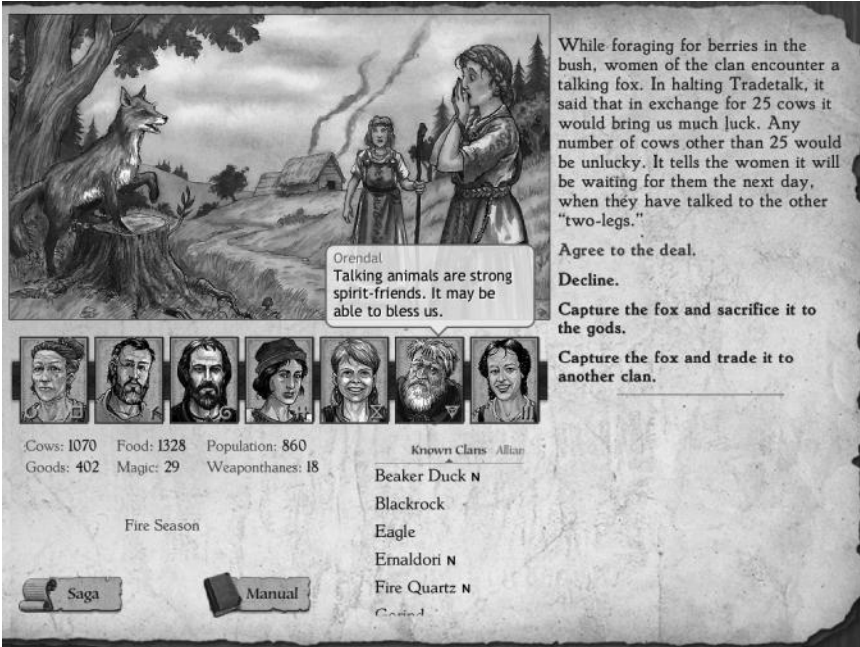 While foraging for berries in the
bush, women of the clan encounter a
talking fox. In halting Tradetalk, it
said that in exchange for 25 cows it
would bring us much luck. Any
number of cows other than 25 would
be unlucky. It tells the women it will
be waiting for them the next day,
when they have talked to the other
“two-legs.”
Agree to the deal.
Decline.
Capture the fox and sacrifice it to
the gods.
Capture the fox and trade it to
another clan.
Orendal
Talking animals are strong
spirit-friends. It may be
able to bless us.
Cows: 1070 Food: 1328 Population: 860
Goods: 402 Magic: 29 Weaponthanes: 18
Fire Season
Saga
Manual
Known Clans
Beaker Duck N
Blackrock
Eagle
Ernaldori N
Fire Quartz N